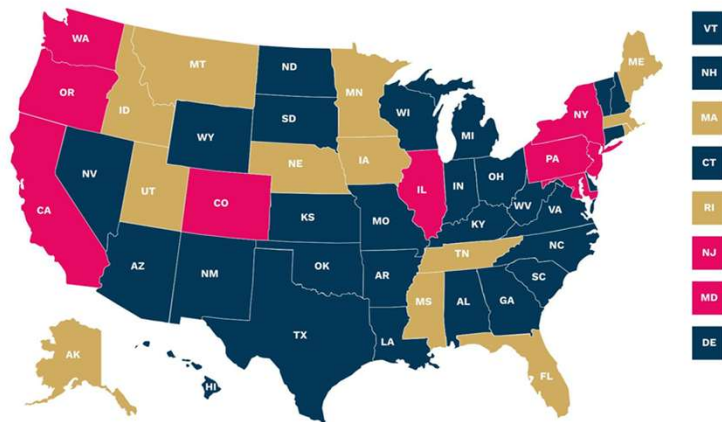 WA
MT
ND
MN
ME
VT
OR
ID
SD
WI
MI
NY
NH
WY
MA
NV
NE
IA
PA
CT
UT
CO
IL
IN
OH
RI
CA
KS
MO
KY
WV
VA
NJ
AZ
NM
OK
AR
TN
NC
SC
MD
TX
LA
MS
AL
GA
DE
AK
HI
FL